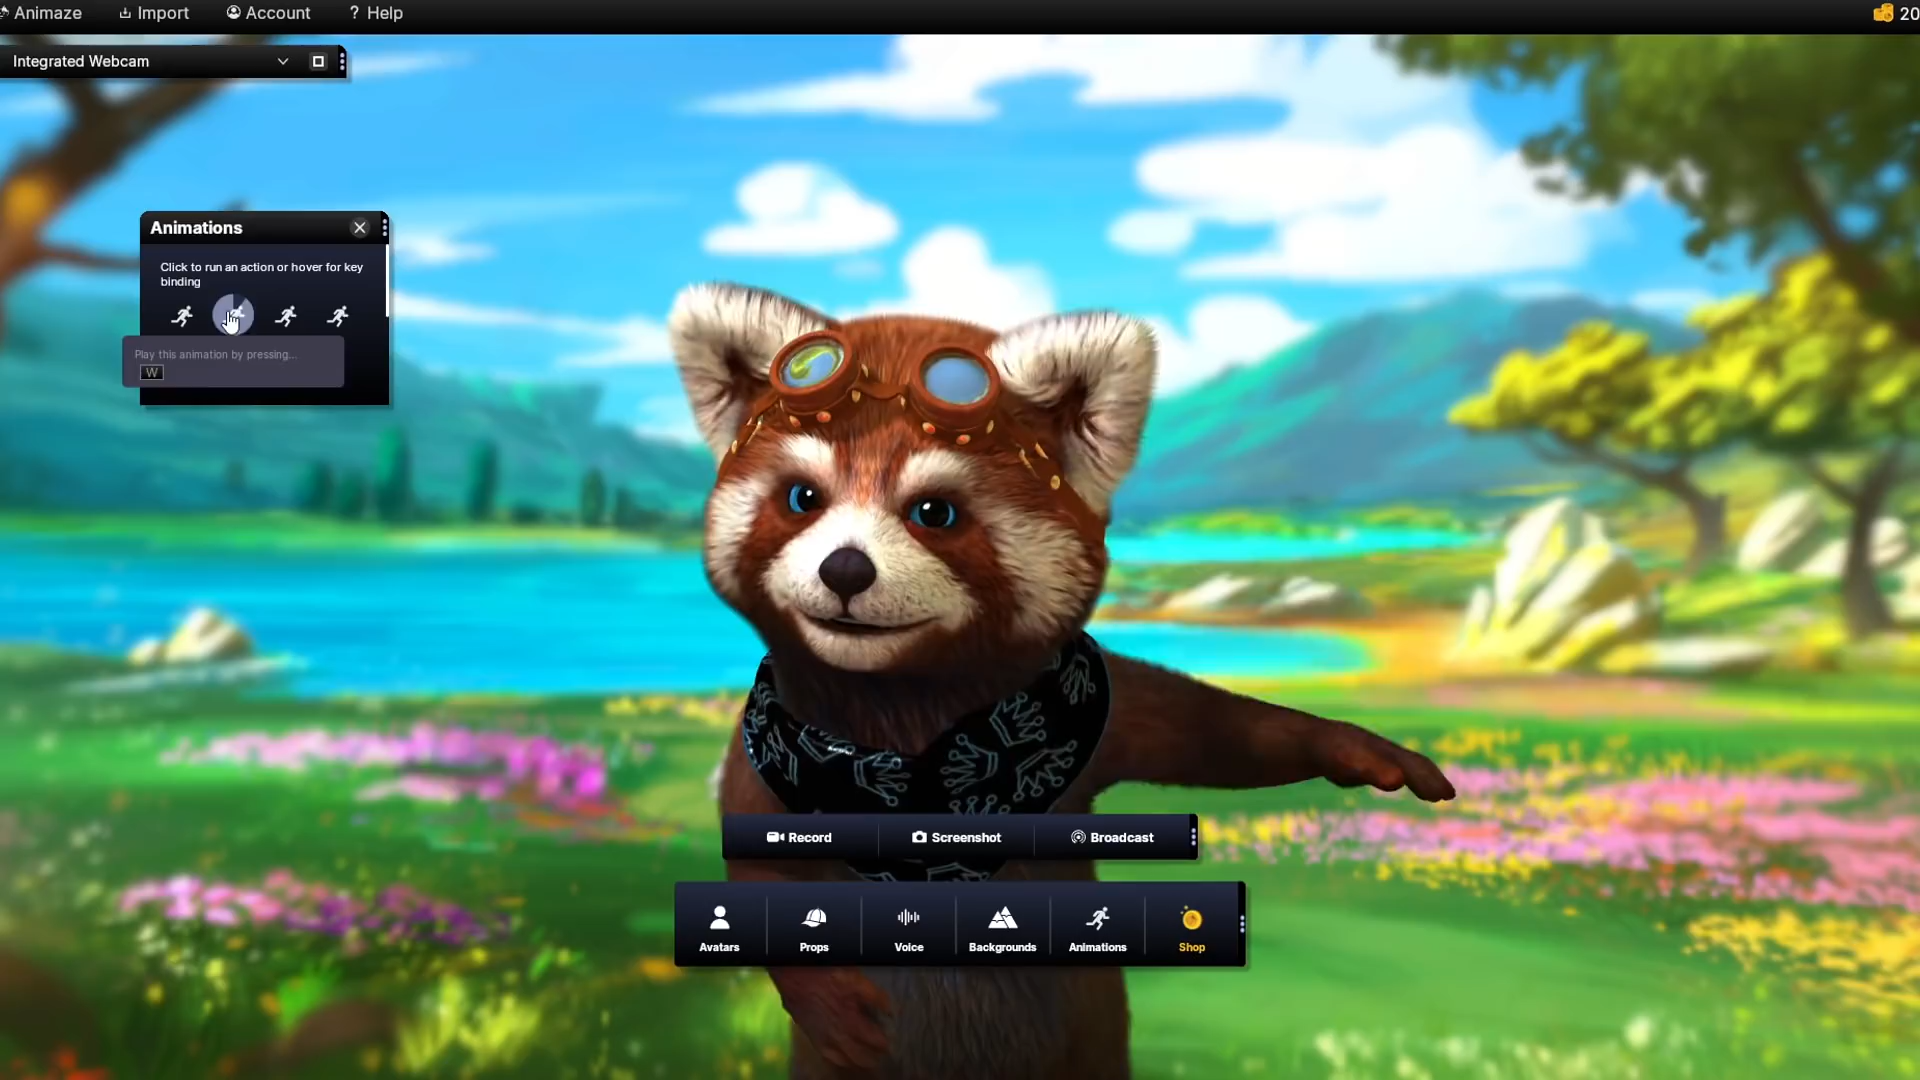 Animaze Import Account ? Help 20
Integrated Webcam
Animations
Click to run an action or hover for key
binding
Play this animation by pressing...
W
Record Screenshot Broadcast
Avatars Props Voice Backgrounds Animations Shop